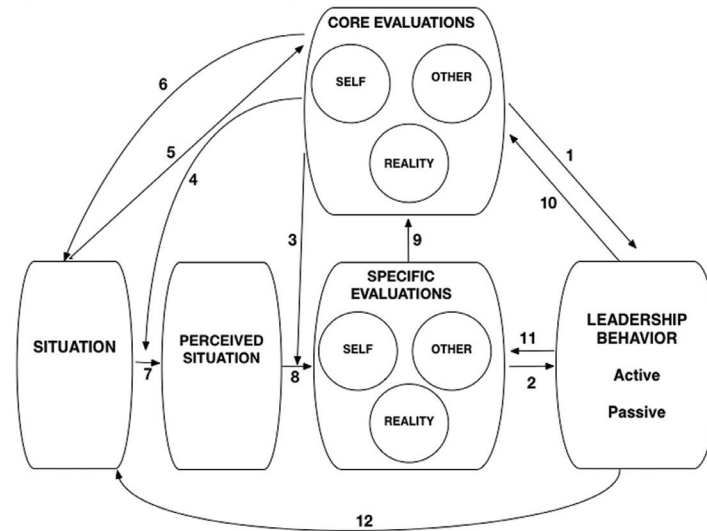 CORE EVALUATIONS
SELF
OTHER
REALITY
6
5
4
1
10
3
9
SITUATION
PERCEIVED
SITUATION
SPECIFIC
EVALUATIONS
SELF
OTHER
REALITY
LEADERSHIP
BEHAVIOR
Active
Passive
7
8
11
2
12